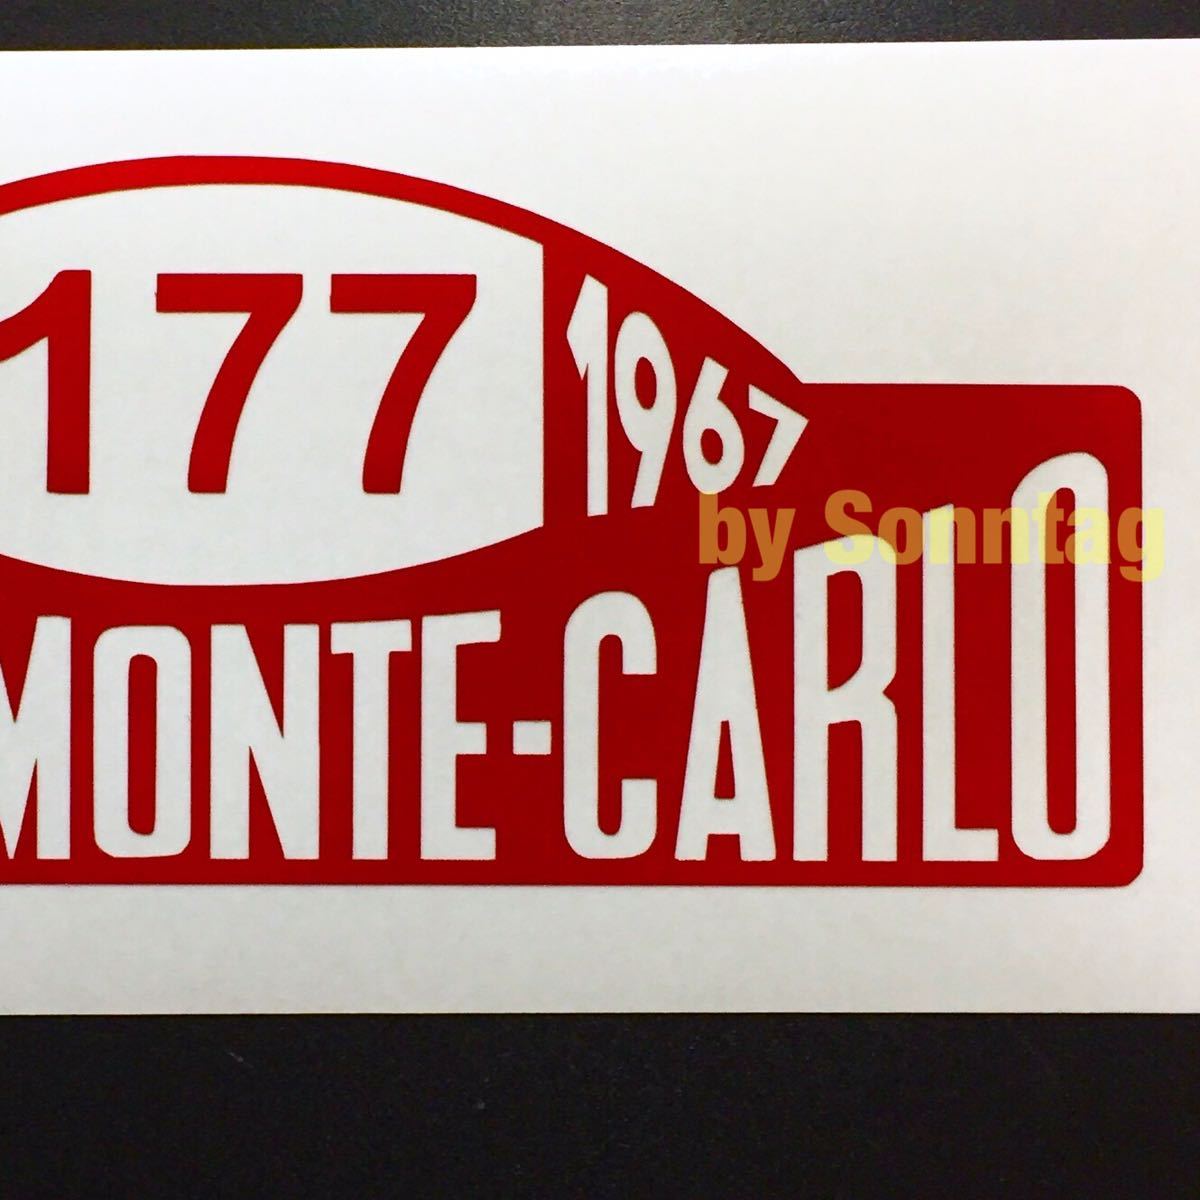 177
1967
by Sonntag
MONTE-CARLO